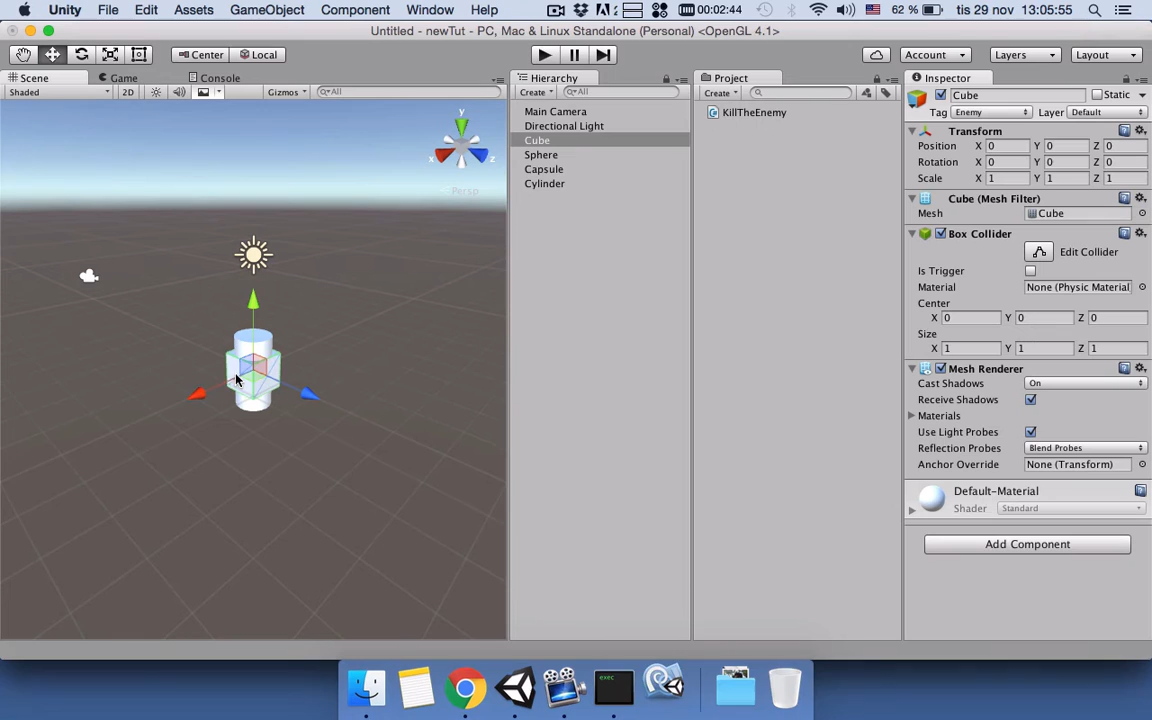 Unity File Edit Assets GameObject Component Window Help 00:02:44 62 % tis 29 nov 13:05:55
Untitled - newTut - PC, Mac & Linux Standalone (Personal) <OpenGL 4.1>
Center Local Account Layers Layout
Scene Game Console Hierarchy Project Inspector
Shaded 2D Gizmos All Create All Create Cube Static
Tag Enemy Layer Default
Main Camera
Directional Light
Cube
Sphere
Capsule
Cylinder
KillTheEnemy
y
x
z
Persp
Transform
Position X 0 Y 0 Z 0
Rotation X 0 Y 0 Z 0
Scale X 1 Y 1 Z 1
Cube (Mesh Filter)
Mesh Cube
Box Collider
Edit Collider
Is Trigger
Material None (Physic Material
Center
X 0 Y 0 Z 0
Size
X 1 Y 1 Z 1
Mesh Renderer
Cast Shadows On
Receive Shadows
Materials
Use Light Probes
Reflection Probes Blend Probes
Anchor Override None (Transform)
Default-Material
Shader Standard
Add Component
exec